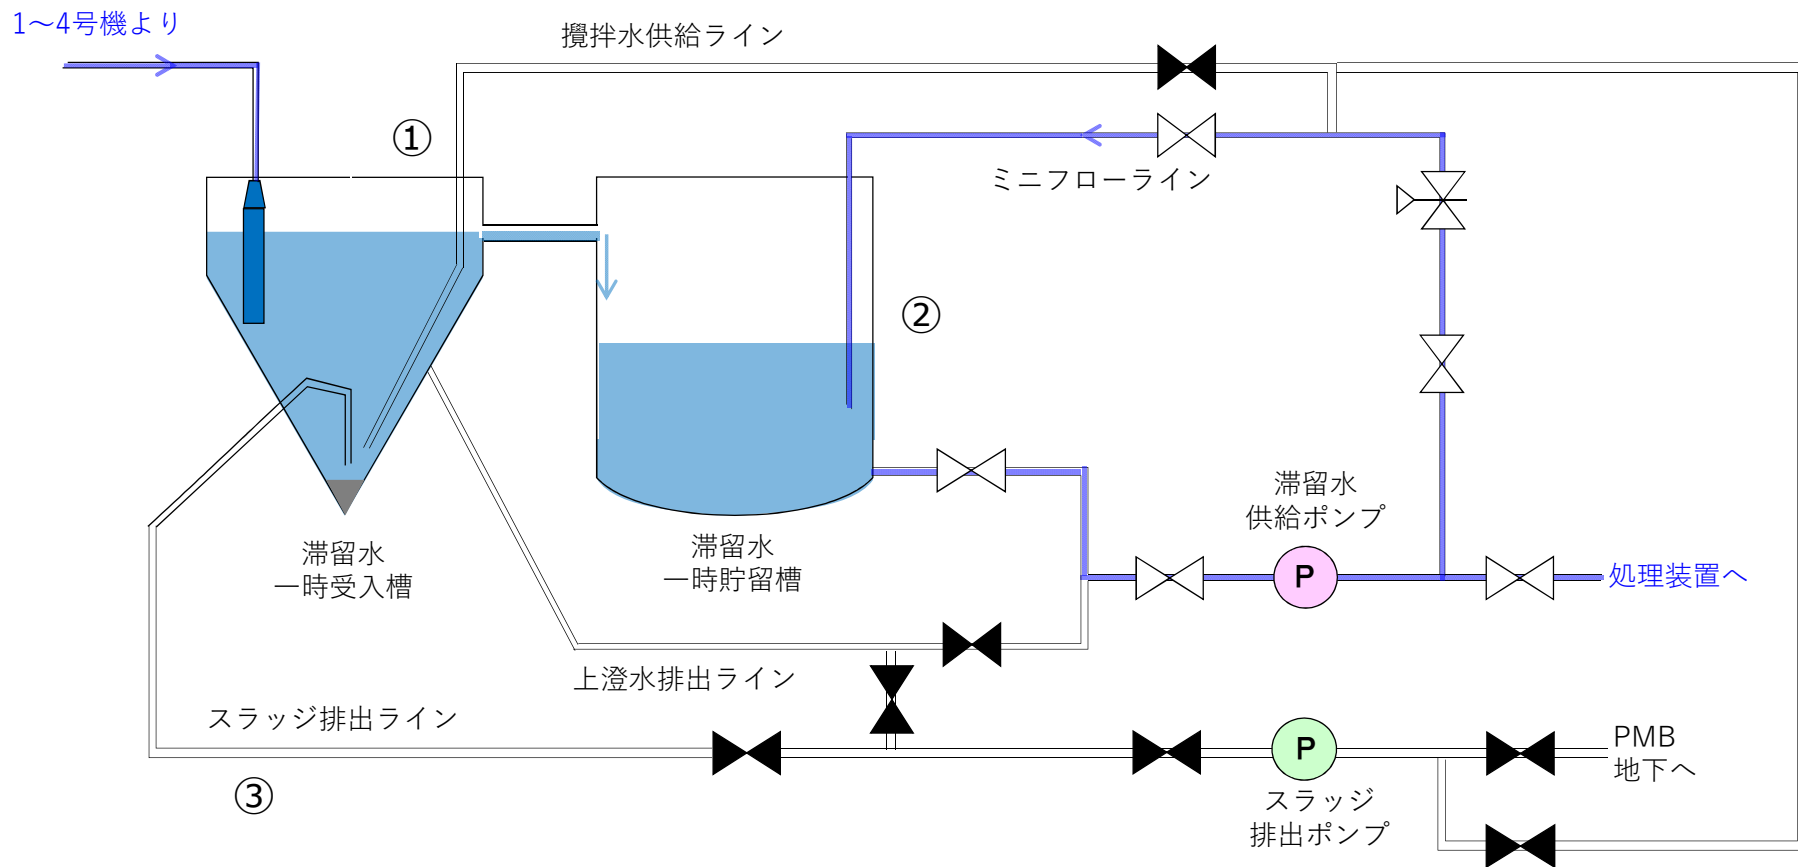 1～4号機より
攪拌水供給ライン
①
ミニフローライン
②
滞留水
供給ポンプ
滞留水
一時受入槽
滞留水
一時貯留槽
P
処理装置へ
上澄水排出ライン
スラッジ排出ライン
P
PMB
地下へ
③
スラッジ
排出ポンプ